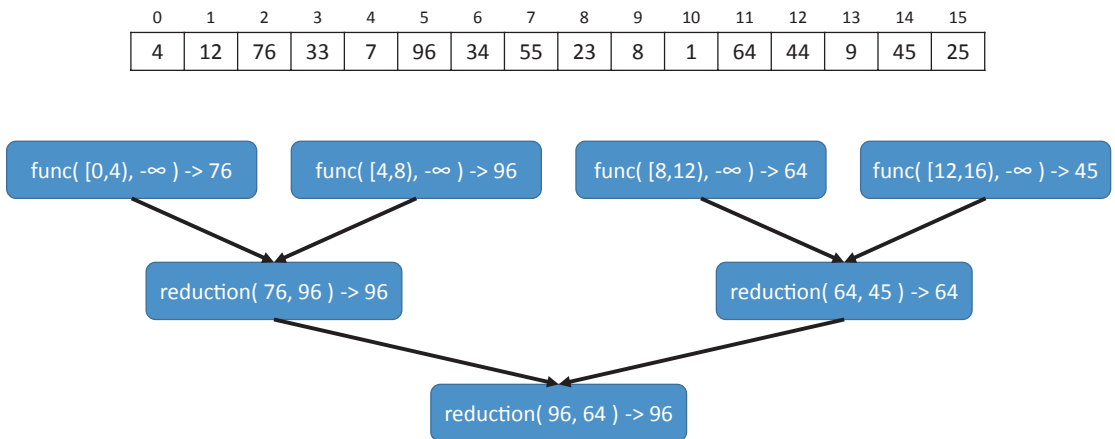 0 1 2 3 4 5 6 7 8 9 10 11 12 13 14 15
4 12 76 33 7 96 34 55 23 8 1 64 44 9 45 25
func( [0,4), -∞ ) -> 76 func( [4,8), -∞ ) -> 96 func( [8,12), -∞ ) -> 64 func( [12,16), -∞ ) -> 45
reduction( 76, 96 ) -> 96 reduction( 64, 45 ) -> 64
reduction( 96, 64 ) -> 96